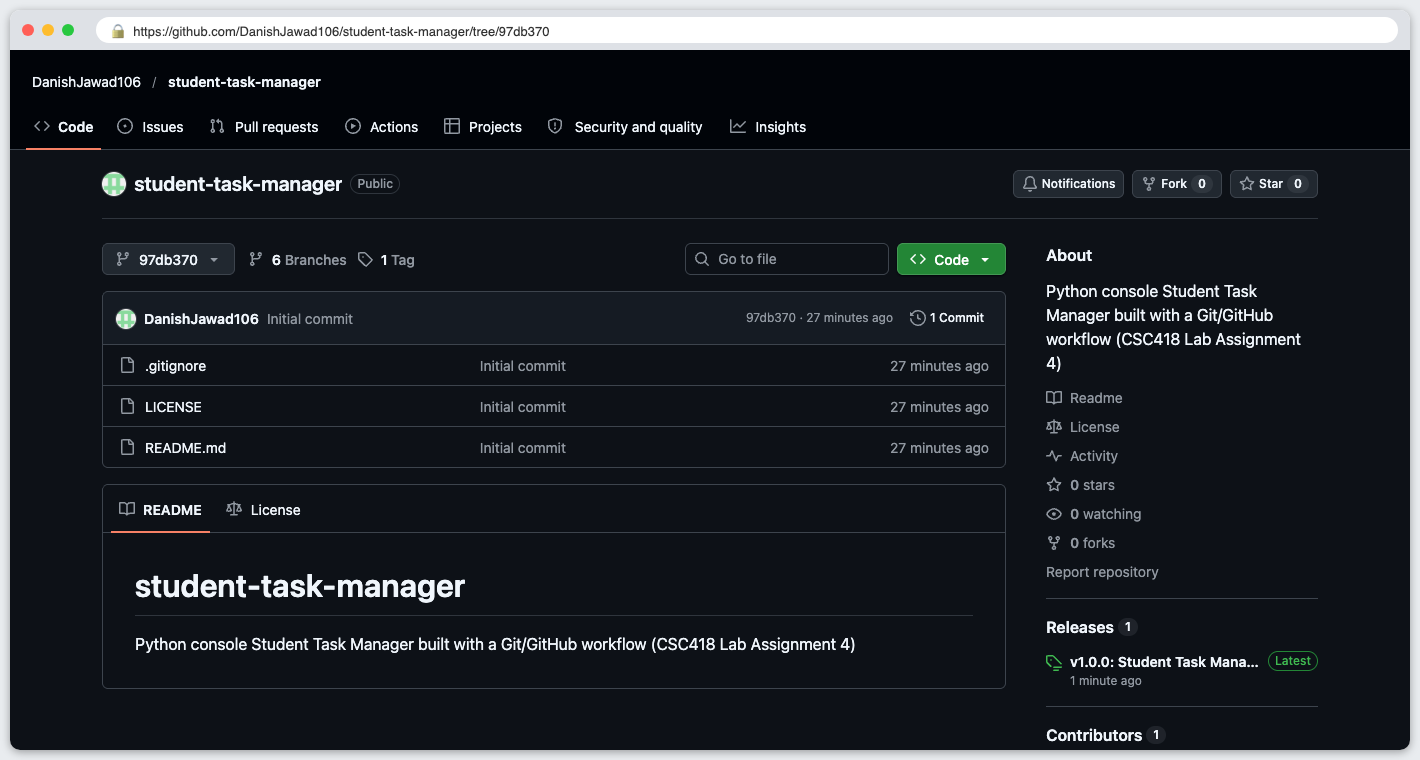 https://github.com/DanishJawad106/student-task-manager/tree/97db370
DanishJawad106 / student-task-manager
Code Issues Pull requests Actions Projects Security and quality Insights
student-task-manager Public
Notifications Fork 0 Star 0
97db370 6 Branches 1 Tag Go to file Code
DanishJawad106 Initial commit 97db370 · 27 minutes ago 1 Commit
.gitignore Initial commit 27 minutes ago
LICENSE Initial commit 27 minutes ago
README.md Initial commit 27 minutes ago
README License
student-task-manager
Python console Student Task Manager built with a Git/GitHub workflow (CSC418 Lab Assignment 4)
About
Python console Student Task
Manager built with a Git/GitHub
workflow (CSC418 Lab Assignment
4)
Readme
License
Activity
0 stars
0 watching
0 forks
Report repository
Releases 1
v1.0.0: Student Task Mana... Latest
1 minute ago
Contributors 1